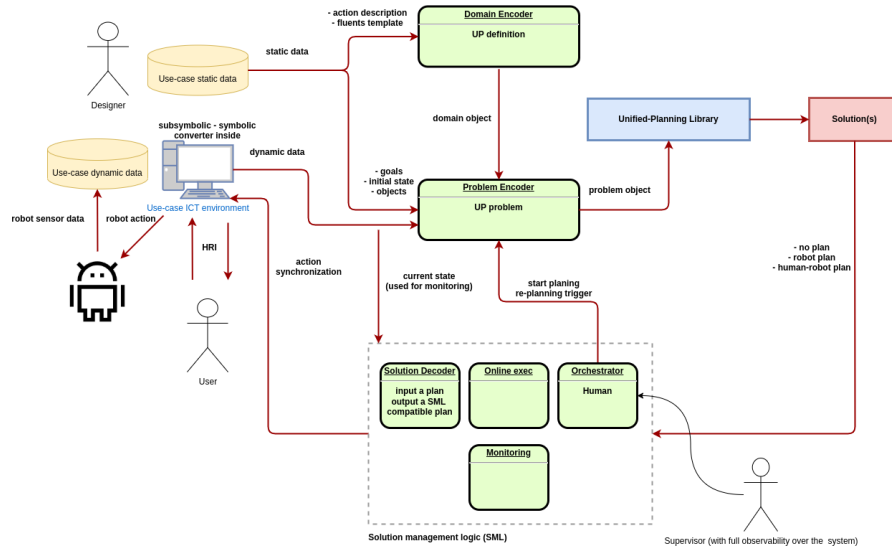 - action description
- fluents template
Domain Encoder
UP definition
static data
Use-case static data
Designer
domain object
Unified-Planning Library
Solution(s)
subsymbolic - symbolic
converter inside
dynamic data
Use-case dynamic data
- goals
- initial state
- objects
Problem Encoder
UP problem
problem object
Use-case ICT environment
robot sensor data
robot action
HRI
action
synchronization
current state
(used for monitoring)
start planing
re-planning trigger
- no plan
- robot plan
- human-robot plan
User
Solution Decoder
input a plan
output a SML
compatible plan
Online exec
Orchestrator
Human
Monitoring
Solution management logic (SML)
Supervisor (with full observability over the system)